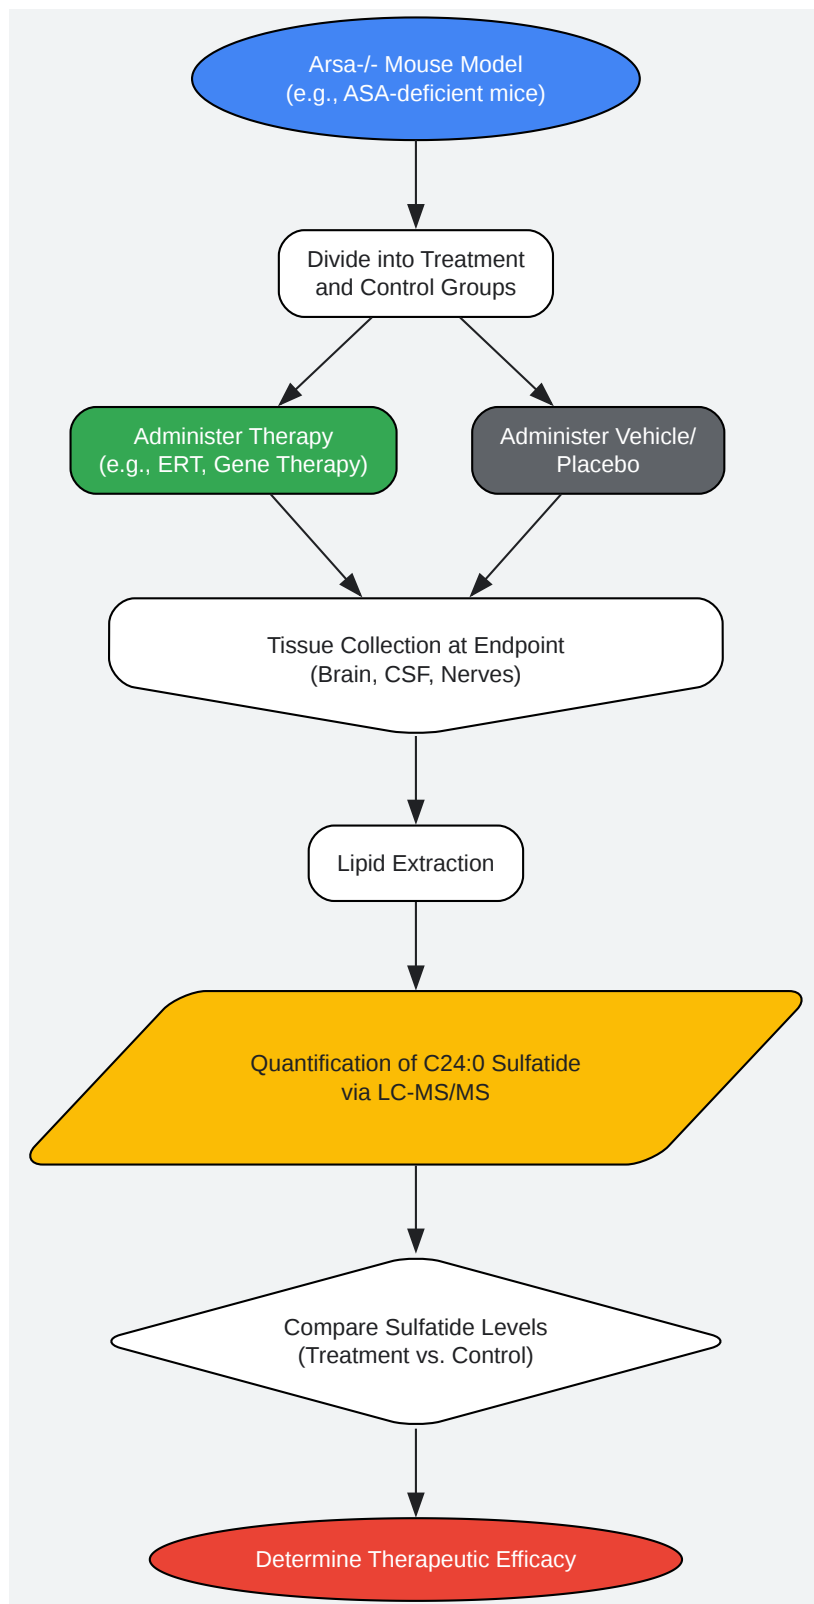 Arsa-/- Mouse Model
(e.g., ASA-deficient mice)
Divide into Treatment
and Control Groups
Administer Therapy
(e.g., ERT, Gene Therapy)
Administer Vehicle/
Placebo
Tissue Collection at Endpoint
(Brain, CSF, Nerves)
Lipid Extraction
Quantification of C24:0 Sulfatide
via LC-MS/MS
Compare Sulfatide Levels
(Treatment vs. Control)
Determine Therapeutic Efficacy